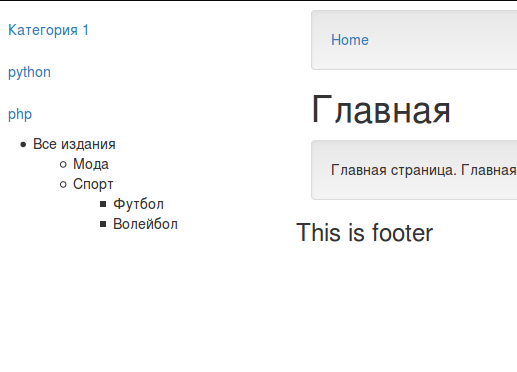 Категория 1
python
php
Все издания
Мода
Спорт
Футбол
Волейбол
Home
Главная
Главная страница. Главная
This is footer